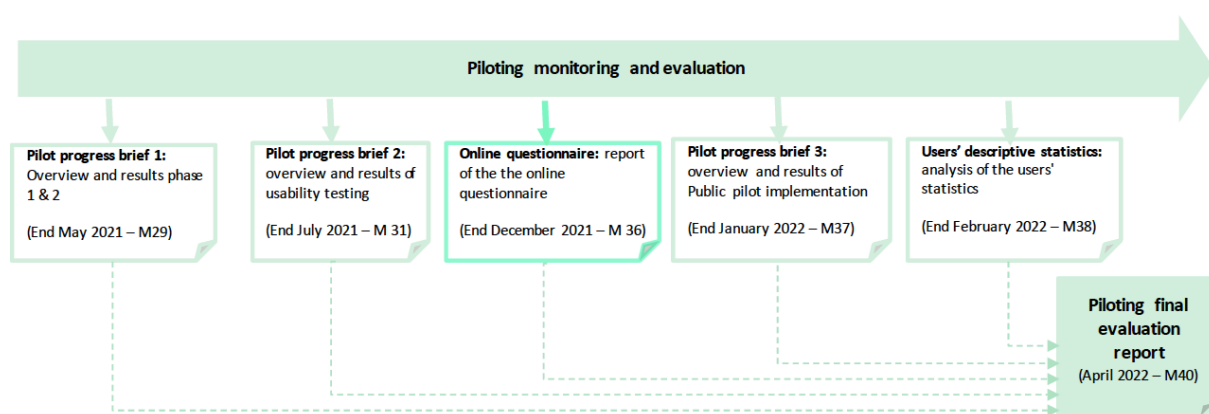 Piloting monitoring and evaluation
Pilot progress brief 1:
Overview and results phase
1 & 2
(End May 2021 – M29)
Pilot progress brief 2:
overview and results of
usability testing
(End July 2021 – M 31)
Online questionnaire: report
of the the online
questionnaire
(End December 2021 – M 36)
Pilot progress brief 3:
overview and results of
Public pilot implementation
(End January 2022 – M37)
Users' descriptive statistics:
analysis of the users'
statistics
(End February 2022 – M38)
Piloting final
evaluation
report
(April 2022 – M40)